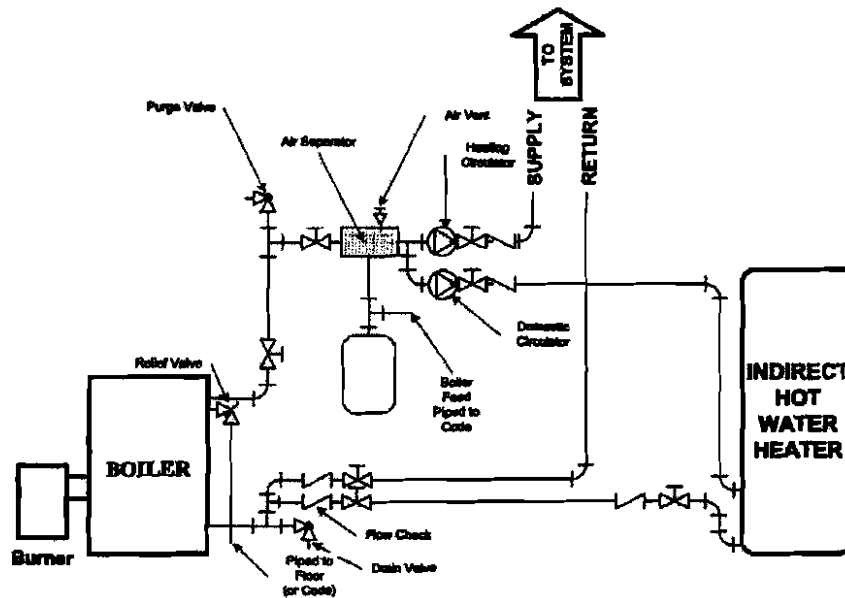 TO
SYSTEM
Purge Valve
Air Vent
Air Separator
Heating
Circulator
SUPPLY
RETURN
Domestic
Circulator
Relief Valve
Boiler
Feed
Piped to
Code
INDIRECT
HOT
WATER
HEATER
BOILER
Flow Check
Burner
Piped to
Floor
(or Code)
Drain Valve